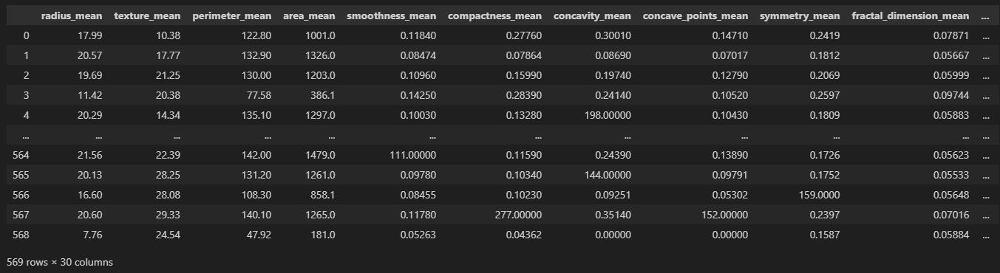 radius_mean texture_mean perimeter_mean area_mean smoothness_mean compactness_mean concavity_mean concave_points_mean symmetry_mean fractal_dimension_mean ...
0 17.99 10.38 122.80 1001.0 0.11840 0.27760 0.30010 0.14710 0.2419 0.07871 ...
1 20.57 17.77 132.90 1326.0 0.08474 0.07864 0.08690 0.07017 0.1812 0.05667 ...
2 19.69 21.25 130.00 1203.0 0.10960 0.15990 0.19740 0.12790 0.2069 0.05999 ...
3 11.42 20.38 77.58 386.1 0.14250 0.28390 0.24140 0.10520 0.2597 0.09744 ...
4 20.29 14.34 135.10 1297.0 0.10030 0.13280 198.00000 0.10430 0.1809 0.05883 ...
... ... ... ... ... ... ... ... ... ... ... ...
564 21.56 22.39 142.00 1479.0 111.00000 0.11590 0.24390 0.13890 0.1726 0.05623 ...
565 20.13 28.25 131.20 1261.0 0.09780 0.10340 144.00000 0.09791 0.1752 0.05533 ...
566 16.60 28.08 108.30 858.1 0.08455 0.10230 0.09251 0.05302 159.0000 0.05648 ...
567 20.60 29.33 140.10 1265.0 0.11780 277.00000 0.35140 152.00000 0.2397 0.07016 ...
568 7.76 24.54 47.92 181.0 0.05263 0.04362 0.00000 0.00000 0.1587 0.05884 ...
569 rows × 30 columns